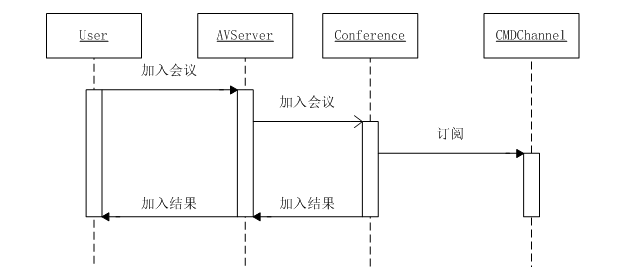 User
AVServer
Conference
CMDChannel
加入会议
加入会议
订阅
加入结果
加入结果